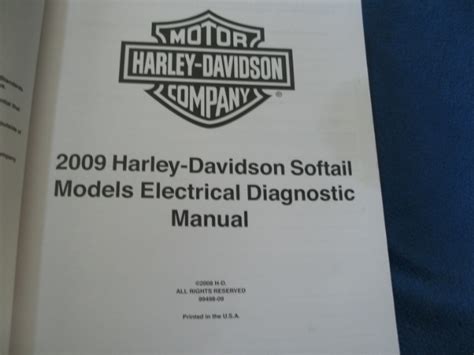 MOTOR
HARLEY-DAVIDSON
COMPANY
2009 Harley-Davidson Softail
Models Electrical Diagnostic
Manual
©2008 H-D.
ALL RIGHTS RESERVED
99498-09
Printed in the U.S.A.